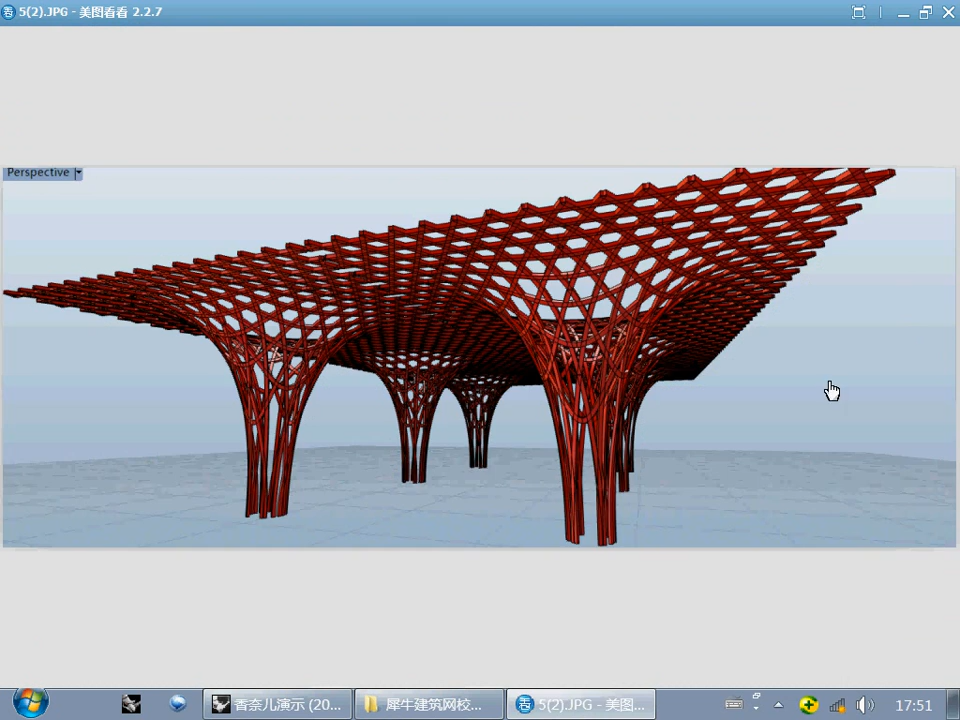 5(2).JPG - 美图看看 2.2.7
Perspective
香奈儿演示 (20...
犀牛建筑网校...
5(2).JPG - 美图...
17:51